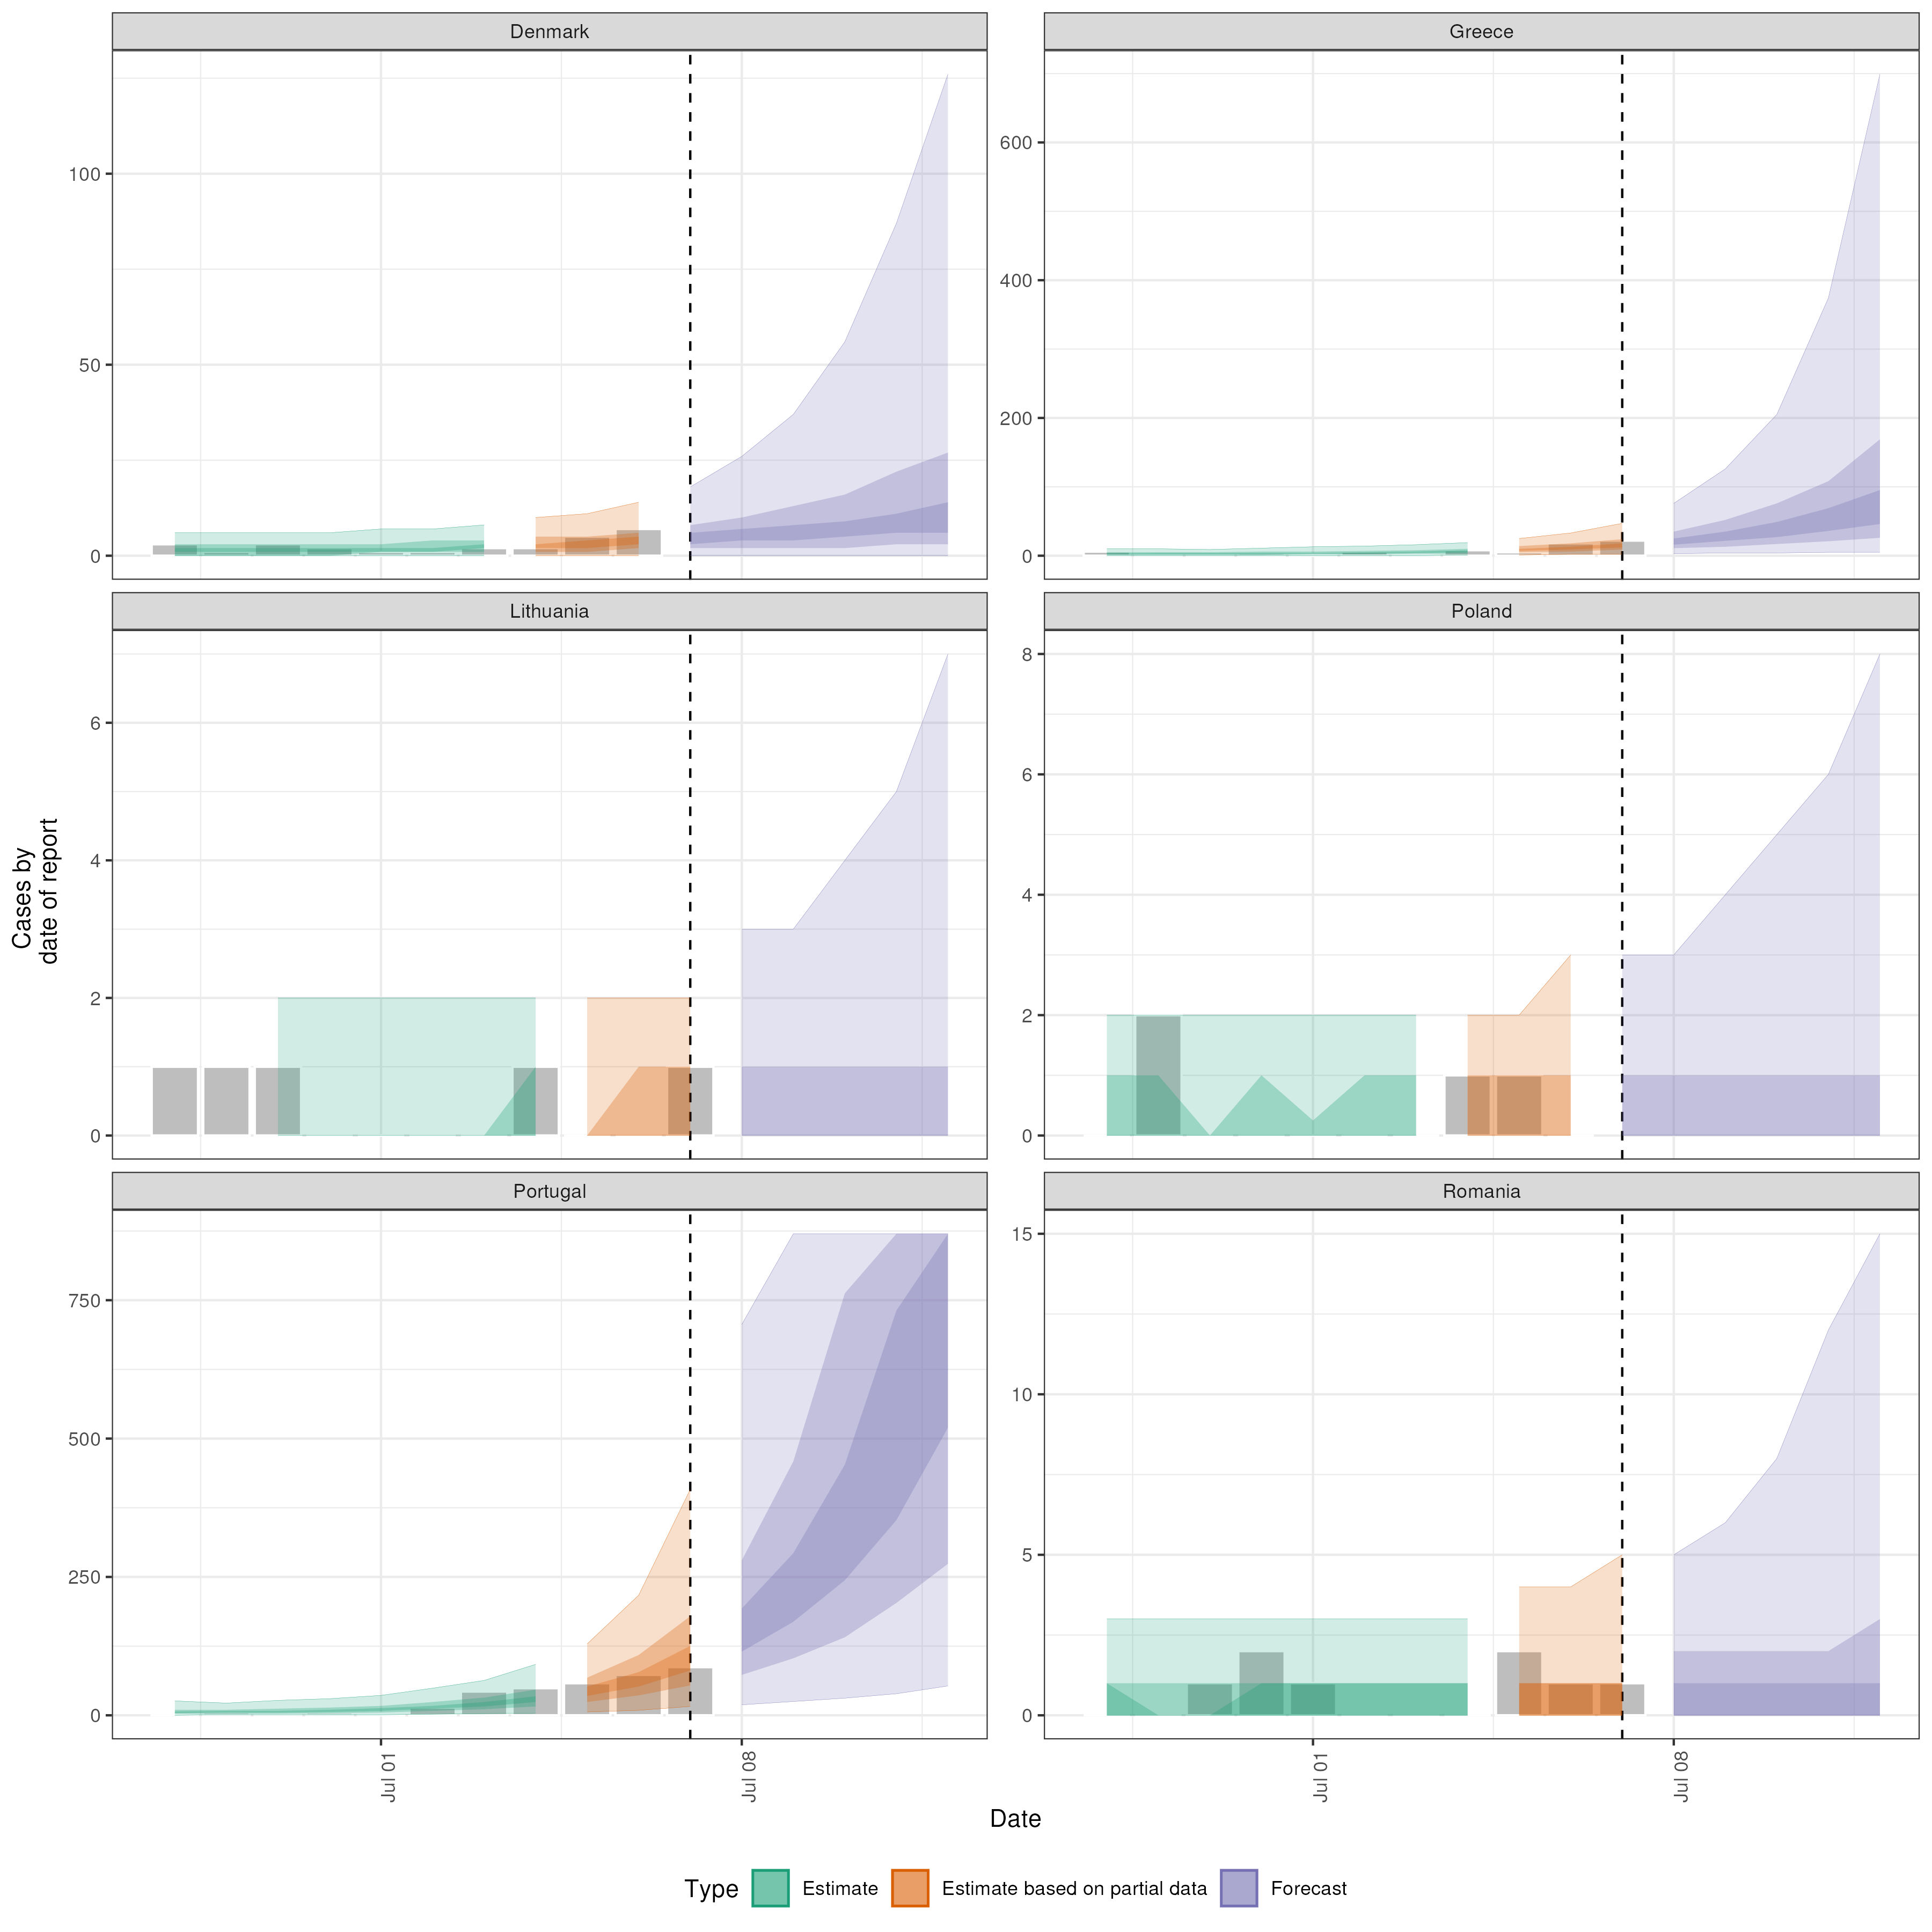 Denmark
Greece
100
50
0
600
400
200
0
Lithuania
Poland
6
4
2
0
8
6
4
2
0
Cases by
date of report
Portugal
Romania
750
500
250
0
15
10
5
0
Jul 01
Jul 08
Jul 01
Jul 08
Date
Type
Estimate
Estimate based on partial data
Forecast